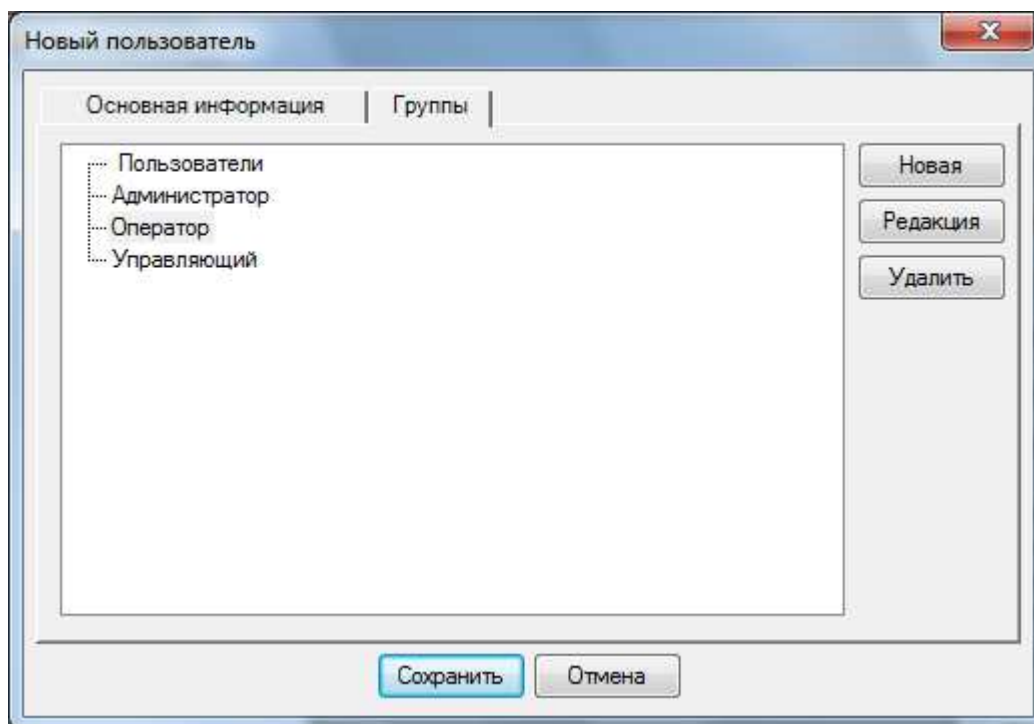 Новый пользователь
Основная информация
Группы
Пользователи
Администратор
Оператор
Управляющий
Новая
Редакция
Удалить
Сохранить
Отмена